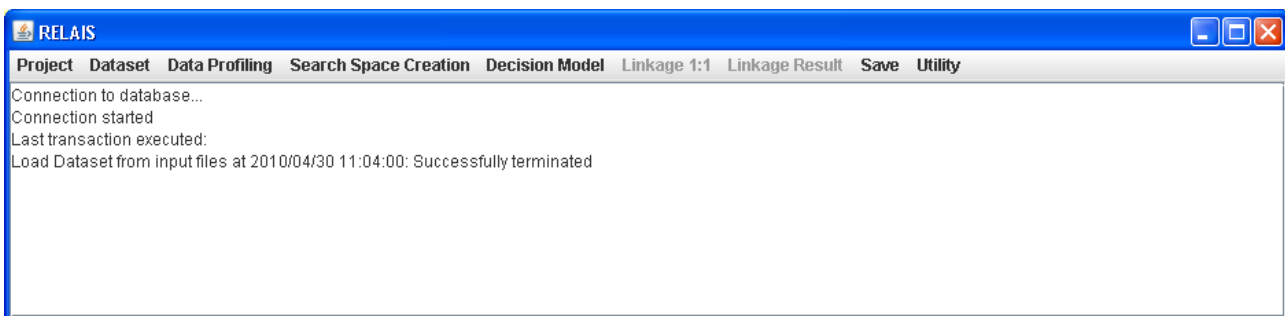 RELAIS
Project Dataset Data Profiling Search Space Creation Decision Model Linkage 1:1 Linkage Result Save Utility
Connection to database...
Connection started
Last transaction executed:
Load Dataset from input files at 2010/04/30 11:04:00: Successfully terminated